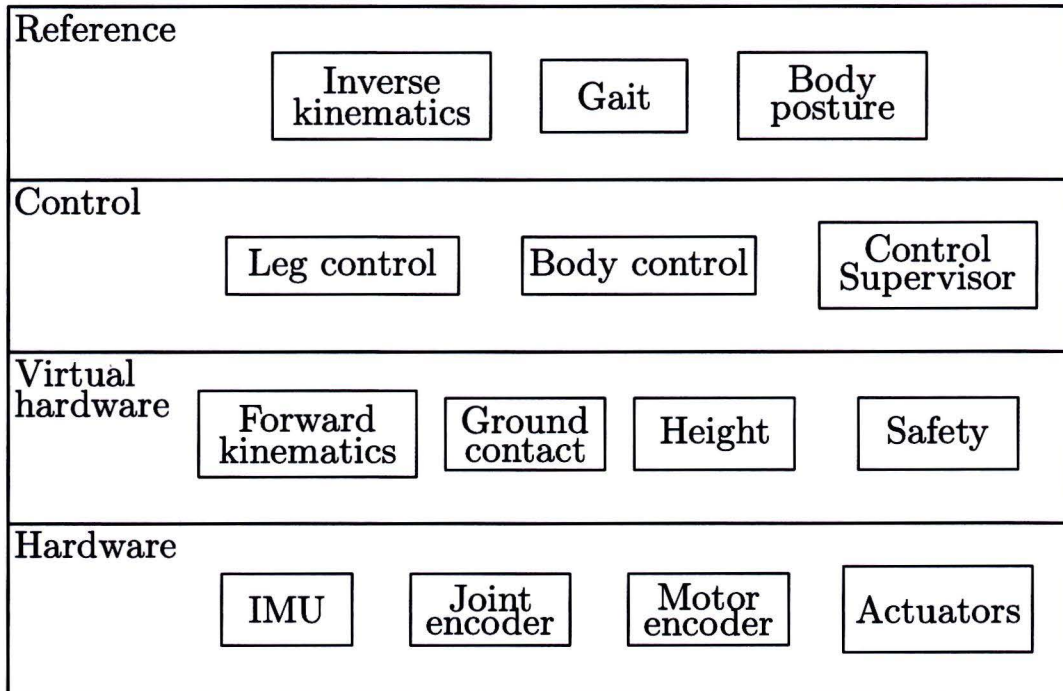 Reference
Inverse
kinematics
Gait
Body
posture
Control
Leg control
Body control
Control
Supervisor
Virtual
hardware
Forward
kinematics
Ground
contact
Height
Safety
Hardware
IMU
Joint
encoder
Motor
encoder
Actuators